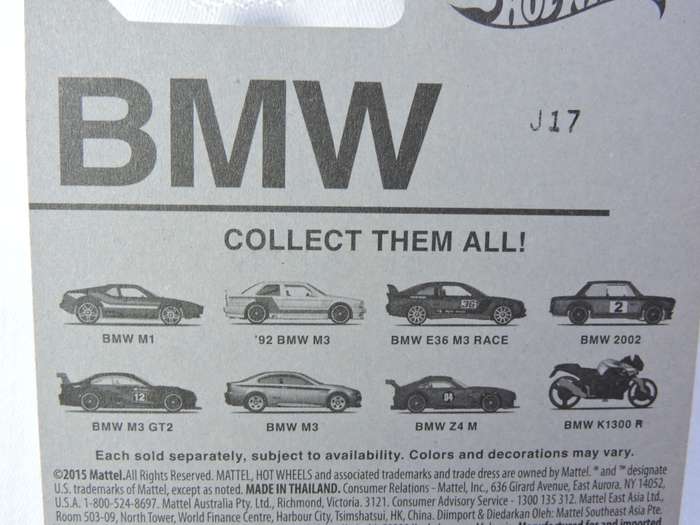 HOT WHEELS
BMW
J17
COLLECT THEM ALL!
BMW M1
'92 BMW M3
36
BMW E36 M3 RACE
2
BMW 2002
12
BMW M3 GT2
BMW M3
04
BMW Z4 M
BMW K1300 R
Each sold separately, subject to availability. Colors and decorations may vary.
©2015 Mattel.All Rights Reserved. MATTEL, HOT WHEELS and associated trademarks and trade dress are owned by Mattel. ® and ™ designate
U.S. trademarks of Mattel, except as noted. MADE IN THAILAND. Consumer Relations - Mattel, Inc., 636 Girard Avenue, East Aurora, NY 14052,
U.S.A. 1-800-524-8697. Mattel Australia Pty. Ltd., Richmond, Victoria. 3121. Consumer Advisory Service - 1300 135 312. Mattel East Asia Ltd.,
Room 503-09, North Tower, World Finance Centre, Harbour City, Tsimshatsui, HK, China. Diimport & Diedarkan Oleh: Mattel Southeast Asia Pte.